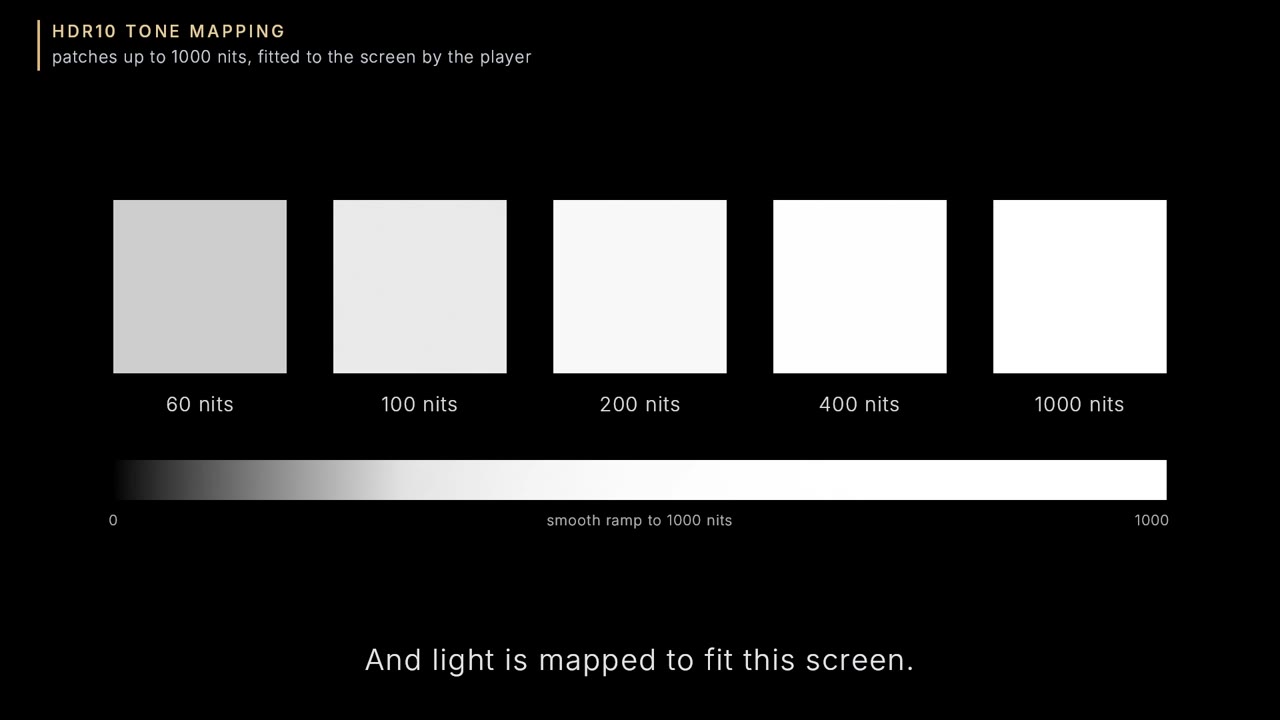 HDR10 TONE MAPPING
patches up to 1000 nits, fitted to the screen by the player
60 nits
100 nits
200 nits
400 nits
1000 nits
0
smooth ramp to 1000 nits
1000
And light is mapped to fit this screen.